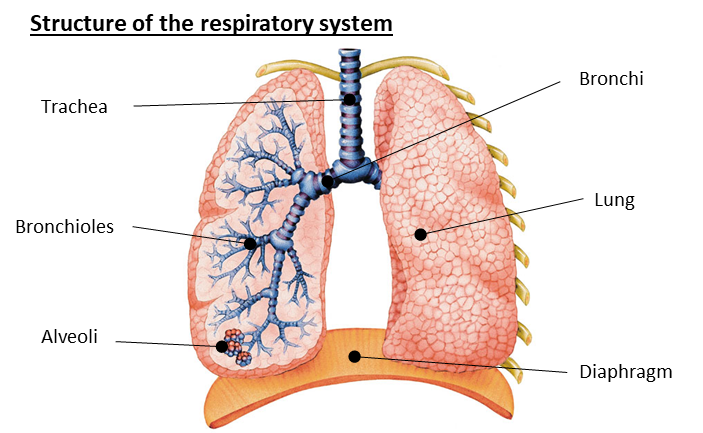 Structure of the respiratory system
Bronchi
Trachea
Lung
Bronchioles
Alveoli
Diaphragm